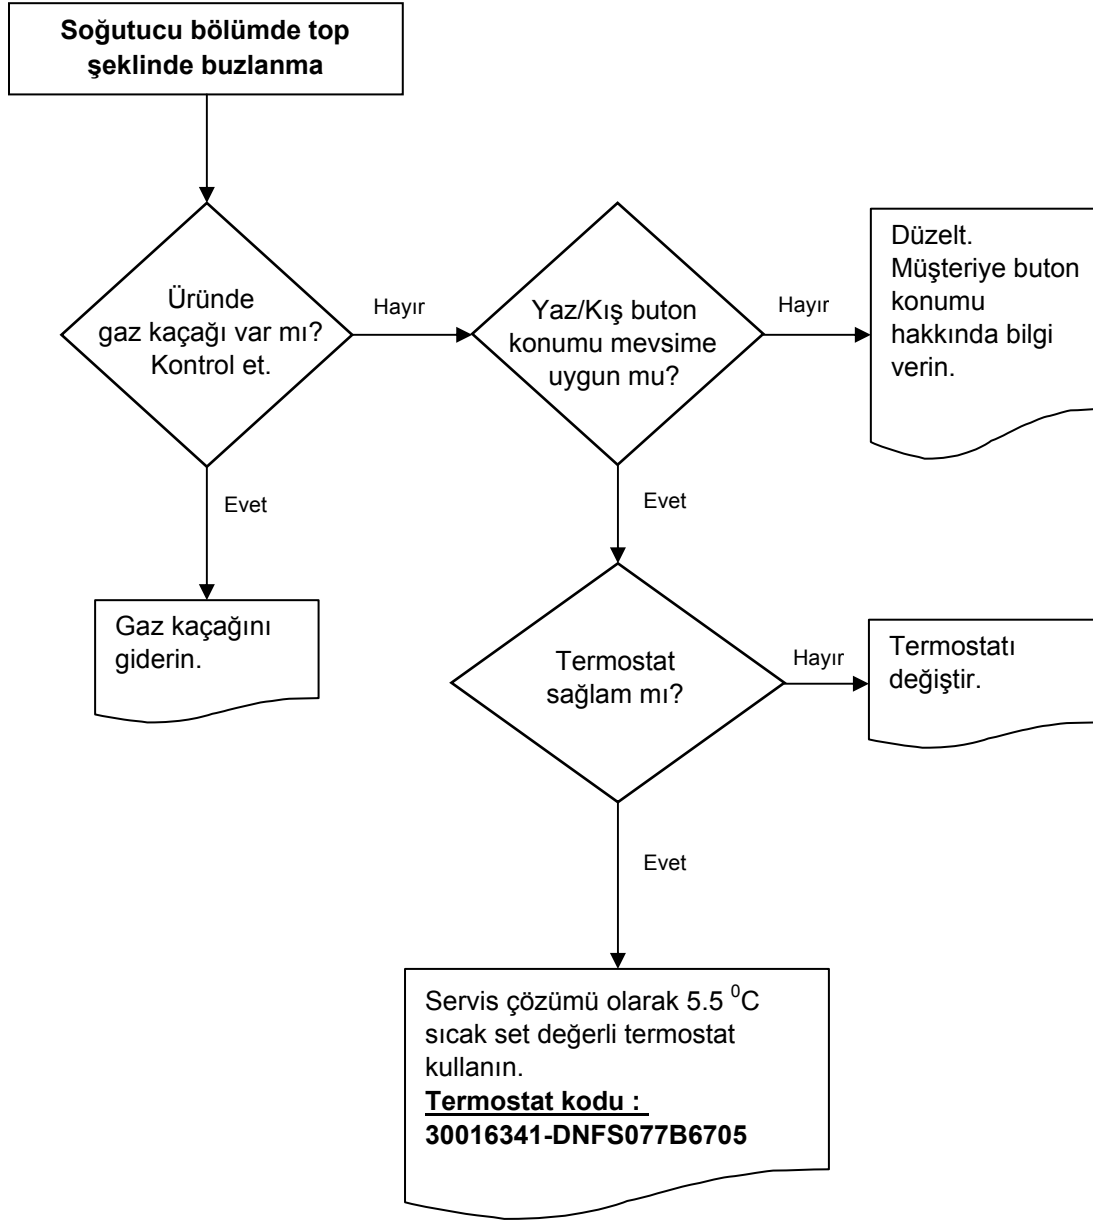 Soğutucu bölümde top
şeklinde buzlanma
Üründe
gaz kaçağı var mı?
Kontrol et.
Hayır
Yaz/Kış buton
konumu mevsime
uygun mu?
Hayır
Düzelt.
Müşteriye buton
konumu
hakkında bilgi
verin.
Evet
Gaz kaçağını
giderin.
Evet
Termostat
sağlam mı?
Hayır
Termostatı
değiştir.
Evet
Servis çözümü olarak 5.5 ⁰C
sıcak set değerli termostat
kullanın.
Termostat kodu :
30016341-DNFS077B6705